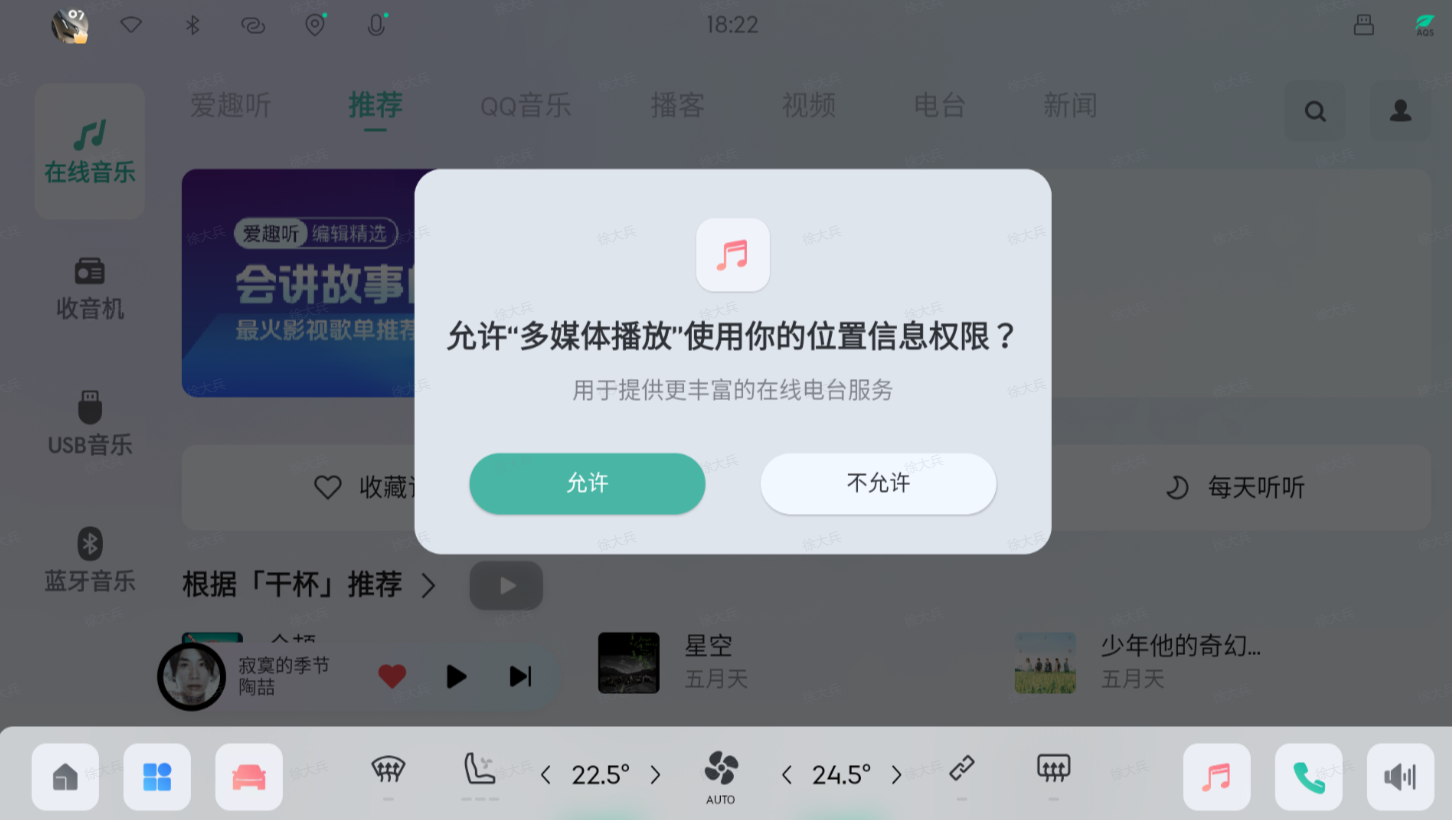 07
18:22
AQS
爱趣听 推荐 QQ音乐 播客 视频 电台 新闻
在线音乐
收音机
USB音乐
蓝牙音乐
爱趣听 编辑精选
会讲故事
最火影视歌单推荐
允许“多媒体播放”使用你的位置信息权限？
用于提供更丰富的在线电台服务
允许 不允许
收藏 每天听听
根据「干杯」推荐
寂寞的季节
陶喆
星空
五月天
少年他的奇幻...
五月天
22.5° AUTO 24.5°
徐大兵